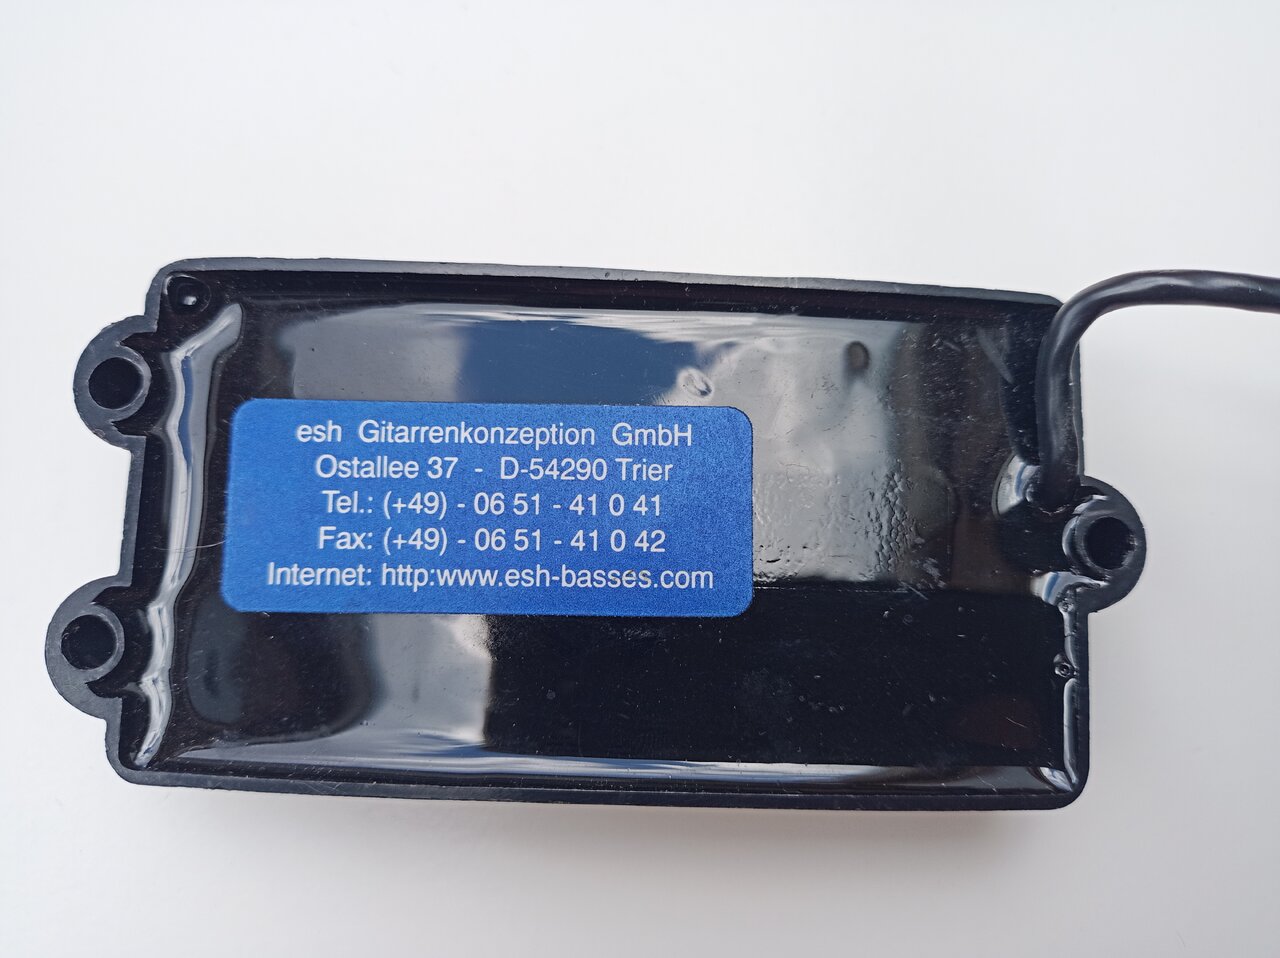 esh Gitarrenkonzeption GmbH
Ostallee 37 - D-54290 Trier
Tel.: (+49) - 06 51 - 41 0 41
Fax: (+49) - 06 51 - 41 0 42
Internet: http:www.esh-basses.com